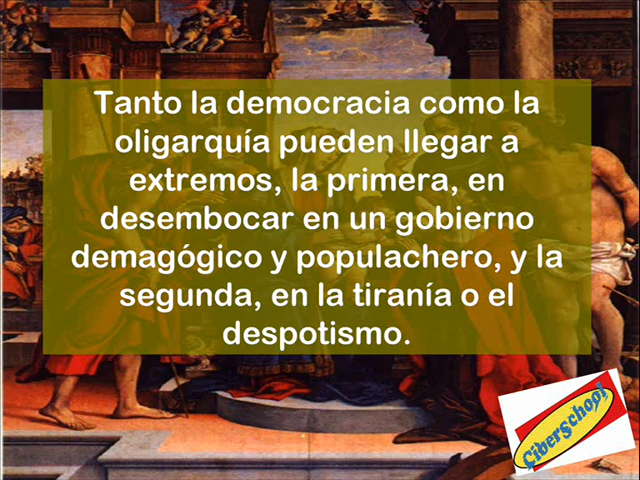 Tanto la democracia como la
oligarquía pueden llegar a
extremos, la primera, en
desembocar en un gobierno
demagógico y populachero, y la
segunda, en la tiranía o el
despotismo.
CiberSchool